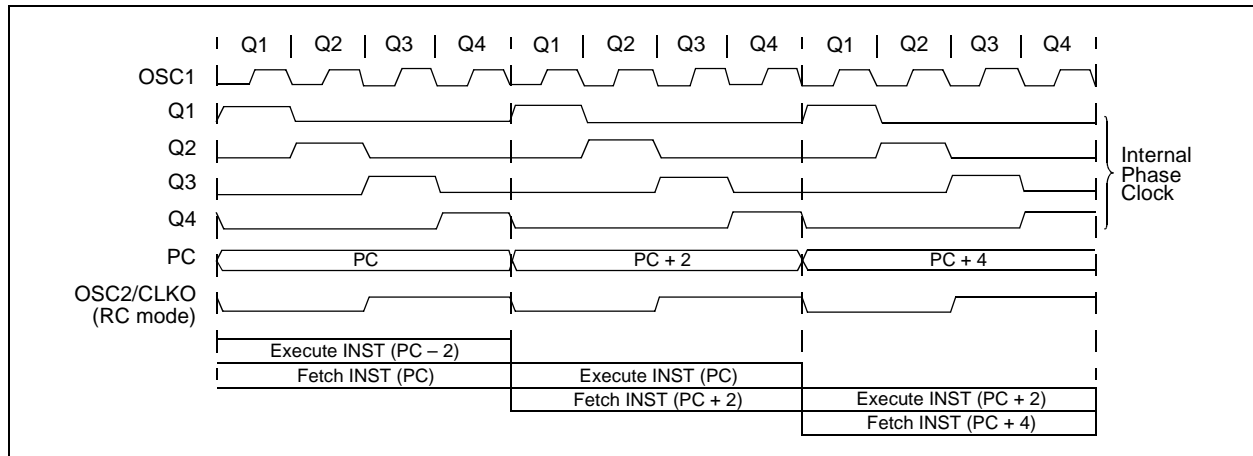 Q1 Q2 Q3 Q4 Q1 Q2 Q3 Q4 Q1 Q2 Q3 Q4
OSC1
Q1
Q2
Q3
Q4
Internal
Phase
Clock
PC PC PC + 2 PC + 4
OSC2/CLKO
(RC mode)
Execute INST (PC – 2)
Fetch INST (PC) Execute INST (PC)
Fetch INST (PC + 2) Execute INST (PC + 2)
Fetch INST (PC + 4)